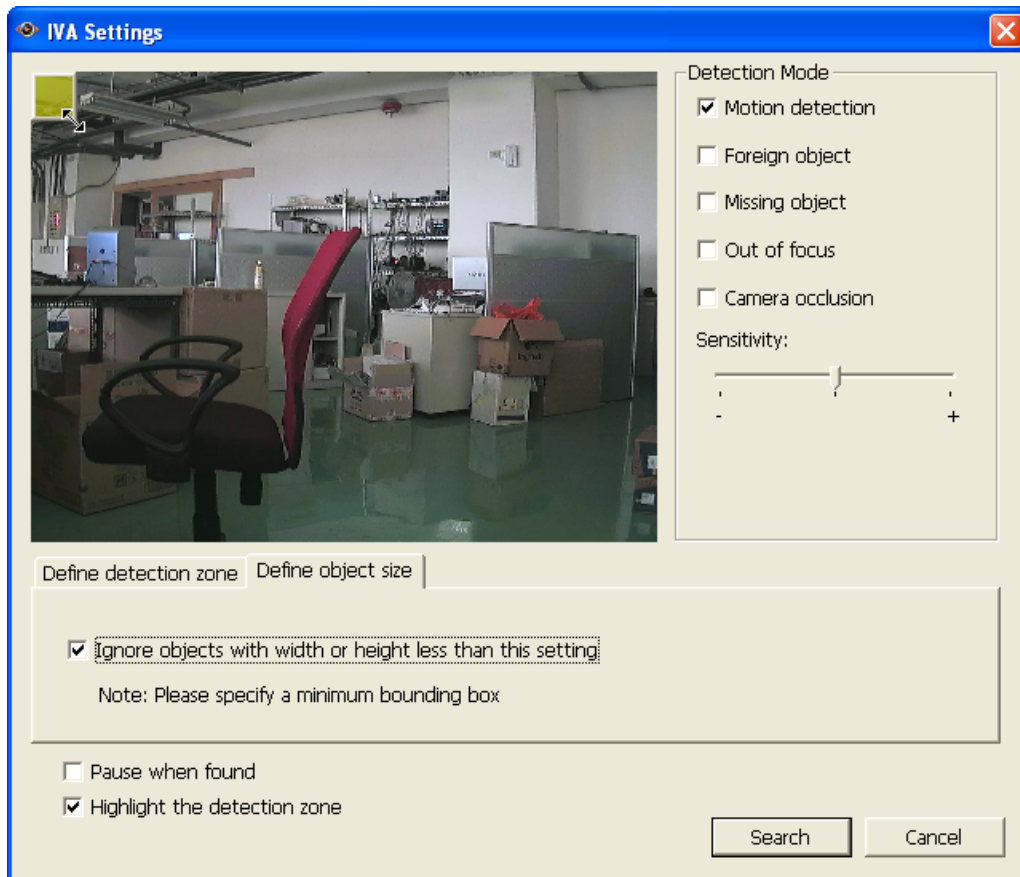 IVA Settings
Detection Mode
Motion detection
Foreign object
Missing object
Out of focus
Camera occlusion
Sensitivity:
- +
Define detection zone Define object size
Ignore objects with width or height less than this setting
Note: Please specify a minimum bounding box
Pause when found
Highlight the detection zone
Search Cancel